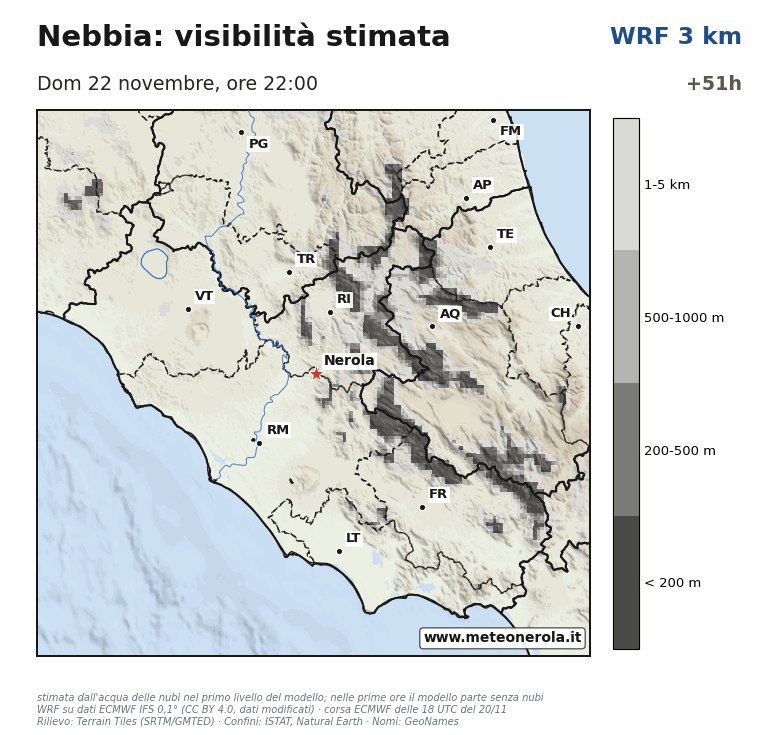 Nebbia: visibilità stimata
WRF 3 km
Dom 22 novembre, ore 22:00
+51h
FM
PG
AP
TE
TR
VT
RI
AQ
CH
Nerola
RM
FR
LT
www.meteonerola.it
1-5 km
500-1000 m
200-500 m
< 200 m
stimata dall'acqua delle nubi nel primo livello del modello; nelle prime ore il modello parte senza nubi
WRF su dati ECMWF IFS 0,1° (CC BY 4.0, dati modificati) · corsa ECMWF delle 18 UTC del 20/11
Rilievo: Terrain Tiles (SRTM/GMTED) · Confini: ISTAT, Natural Earth · Nomi: GeoNames